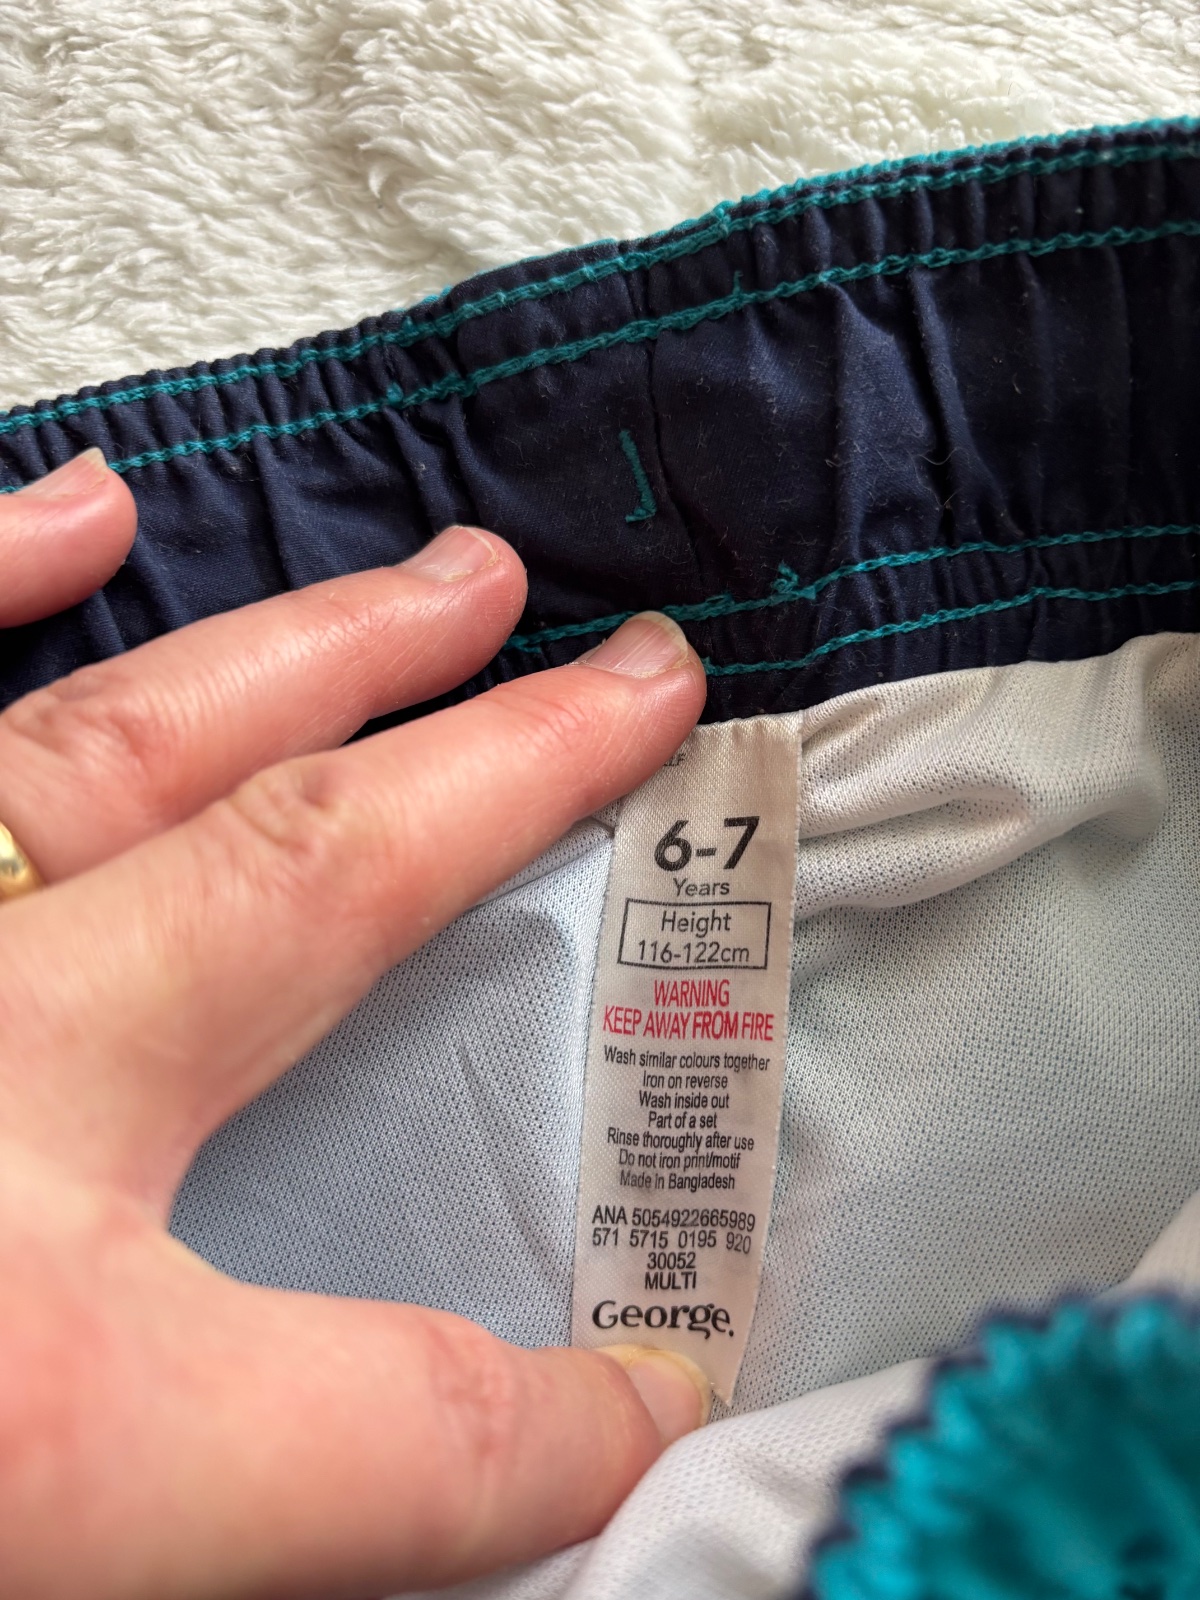 6-7
Years
Height
116-122cm
WARNING
KEEP AWAY FROM FIRE
Wash similar colours together
Iron on reverse
Wash inside out
Part of a set
Rinse thoroughly after use
Do not iron print/motif
Made in Bangladesh
ANA 5054922665989
571 5715 0195 920
30052
MULTI
George.